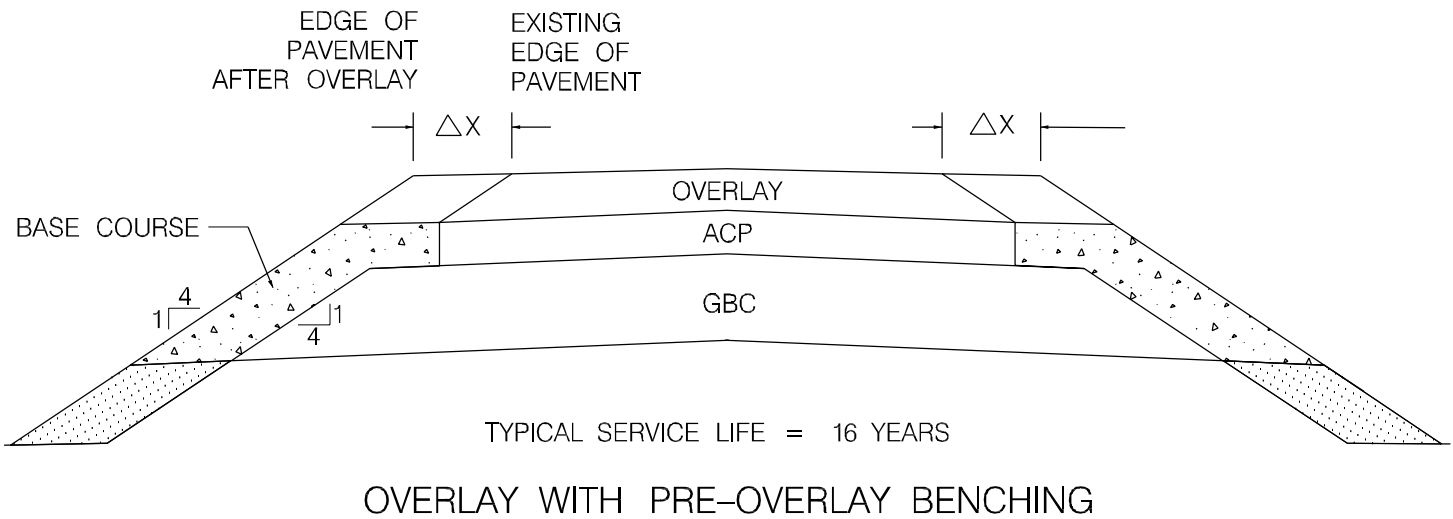 EDGE OF
PAVEMENT
AFTER OVERLAY
EXISTING
EDGE OF
PAVEMENT
△X
△X
OVERLAY
BASE COURSE
ACP
GBC
4
1
1
4
TYPICAL SERVICE LIFE = 16 YEARS
OVERLAY WITH PRE-OVERLAY BENCHING